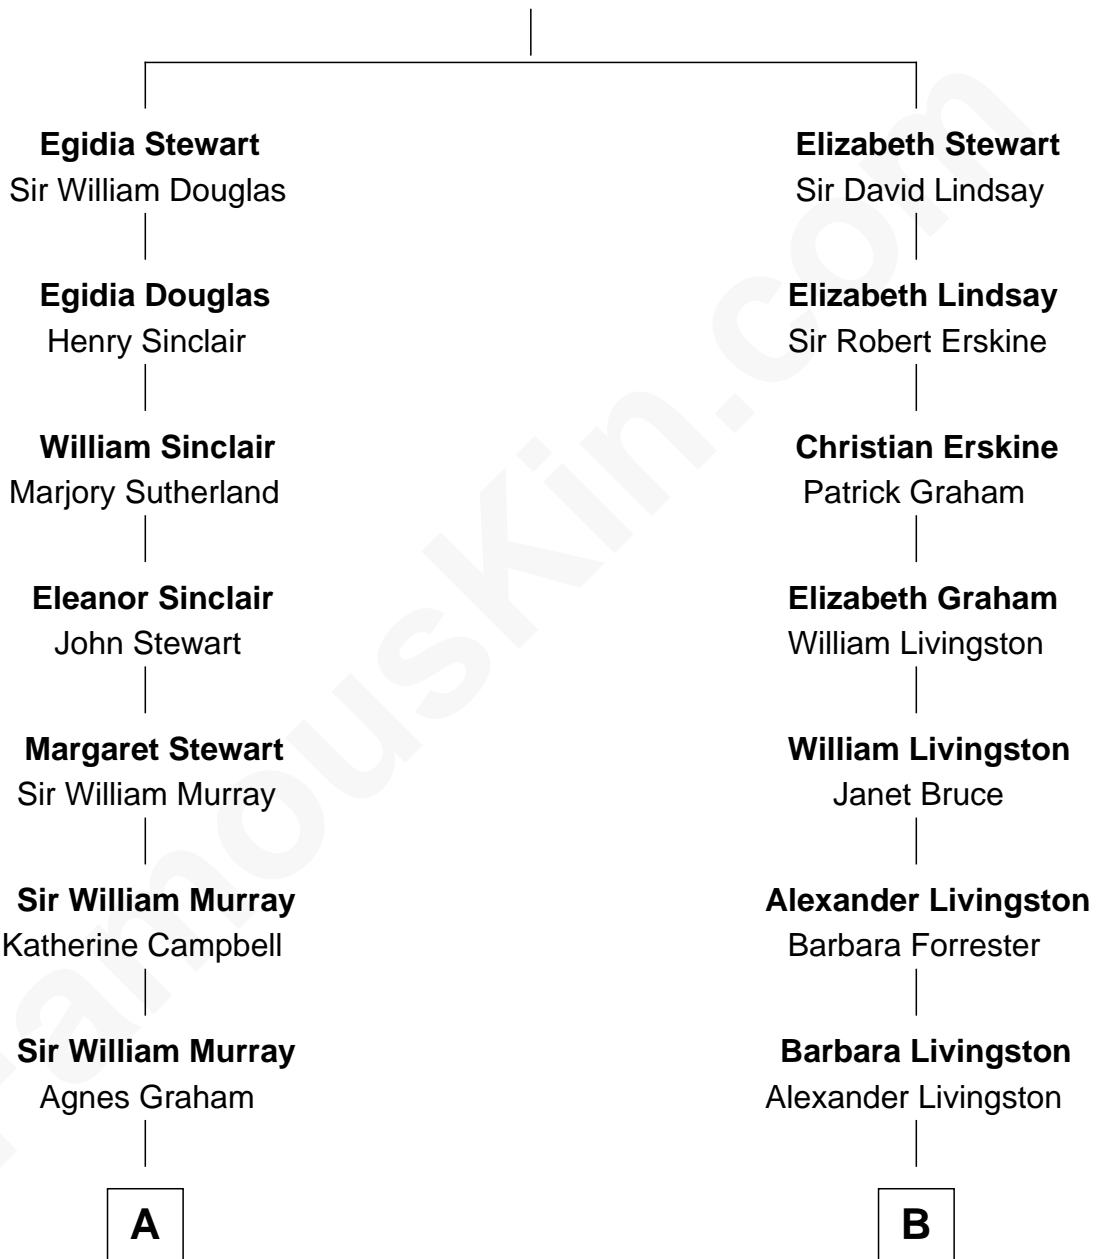 Egidia Stewart
Sir William Douglas
Egidia Douglas
Henry Sinclair
William Sinclair
Marjory Sutherland
Eleanor Sinclair
John Stewart
Margaret Stewart
Sir William Murray
Sir William Murray
Katherine Campbell
Sir William Murray
Agnes Graham
A
Elizabeth Stewart
Sir David Lindsay
Elizabeth Lindsay
Sir Robert Erskine
Christian Erskine
Patrick Graham
Elizabeth Graham
William Livingston
William Livingston
Janet Bruce
Alexander Livingston
Barbara Forrester
Barbara Livingston
Alexander Livingston
B
FamousKin.com